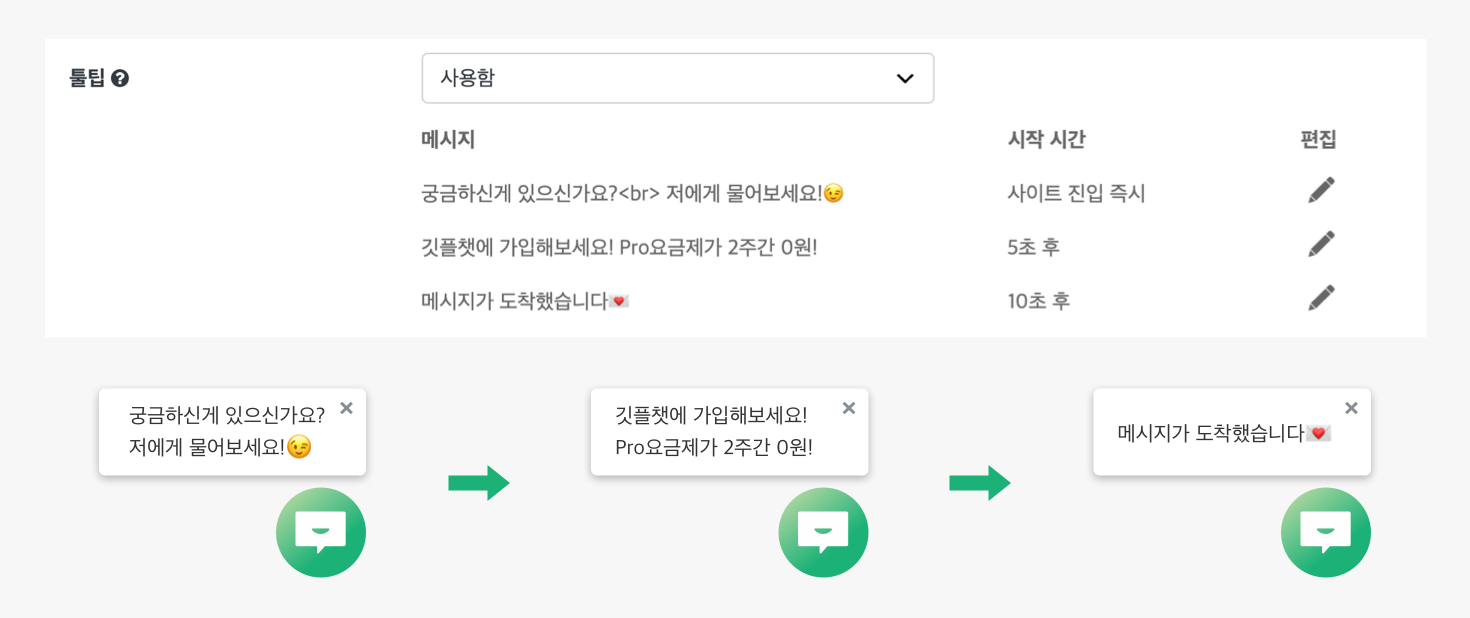 툴팁
사용함
메시지 시작 시간 편집
궁금하신게 있으신가요?<br> 저에게 물어보세요!😉 사이트 진입 즉시
깃플챗에 가입해보세요! Pro요금제가 2주간 0원! 5초 후
메시지가 도착했습니다💌 10초 후
궁금하신게 있으신가요?
저에게 물어보세요!😉
깃플챗에 가입해보세요!
Pro요금제가 2주간 0원!
메시지가 도착했습니다💌